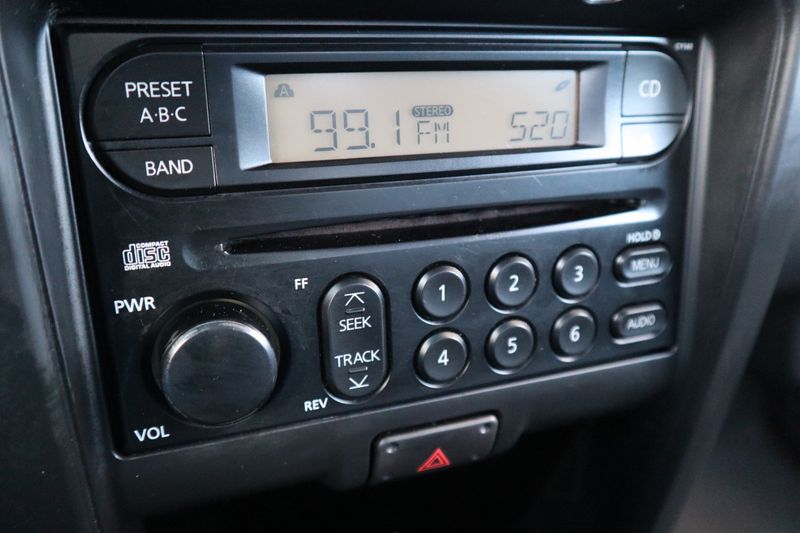 CY16I
PRESET
A·B·C
A
STEREO
99.1 FM
520
CD
BAND
COMPACT
disc
DIGITAL AUDIO
HOLD
MENU
PWR
FF
SEEK
TRACK
REV
1
2
3
4
5
6
AUDIO
VOL